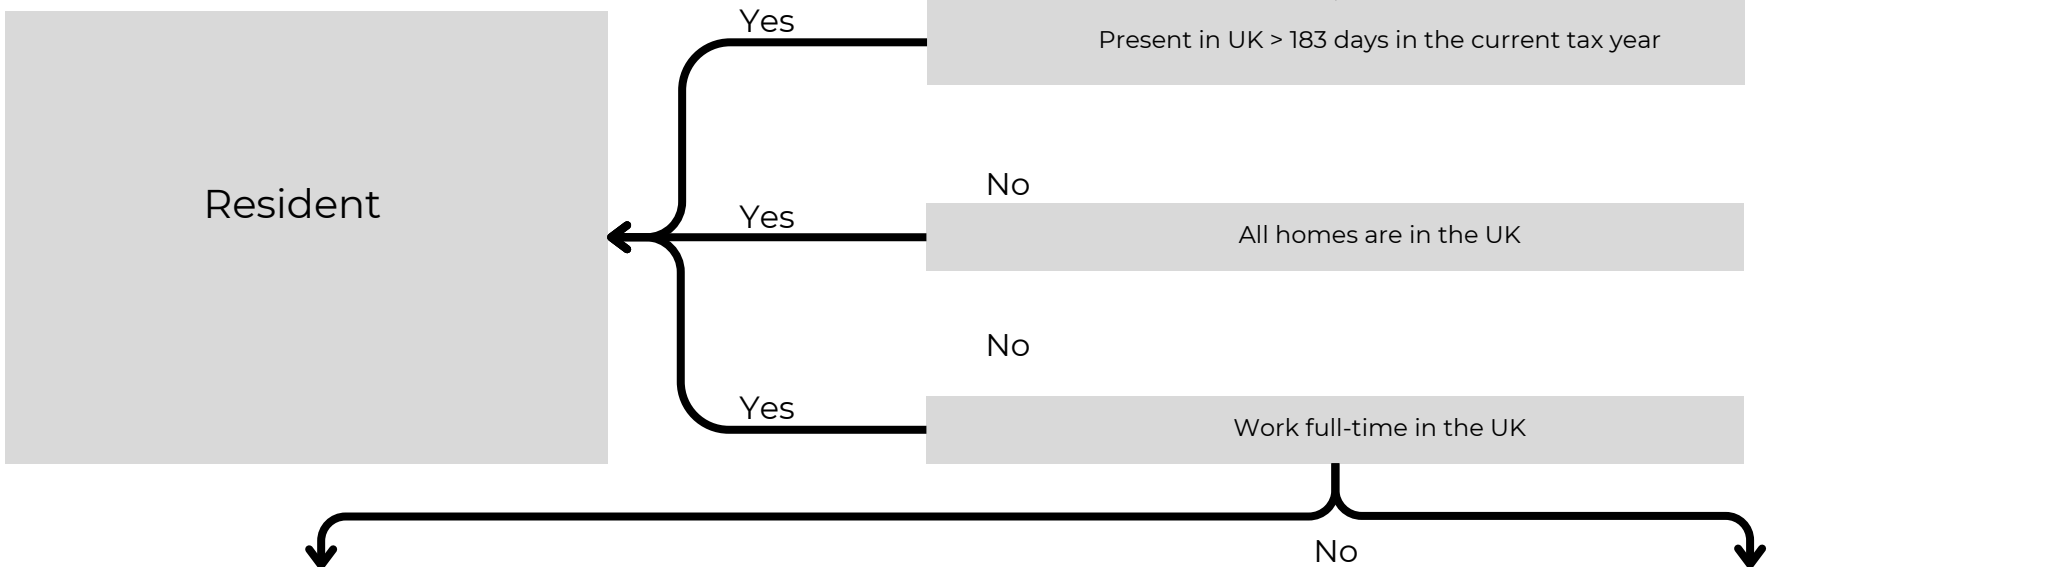 Yes
Present in UK > 183 days in the current tax year
No
Resident
Yes
All homes are in the UK
No
Yes
Work full-time in the UK
No